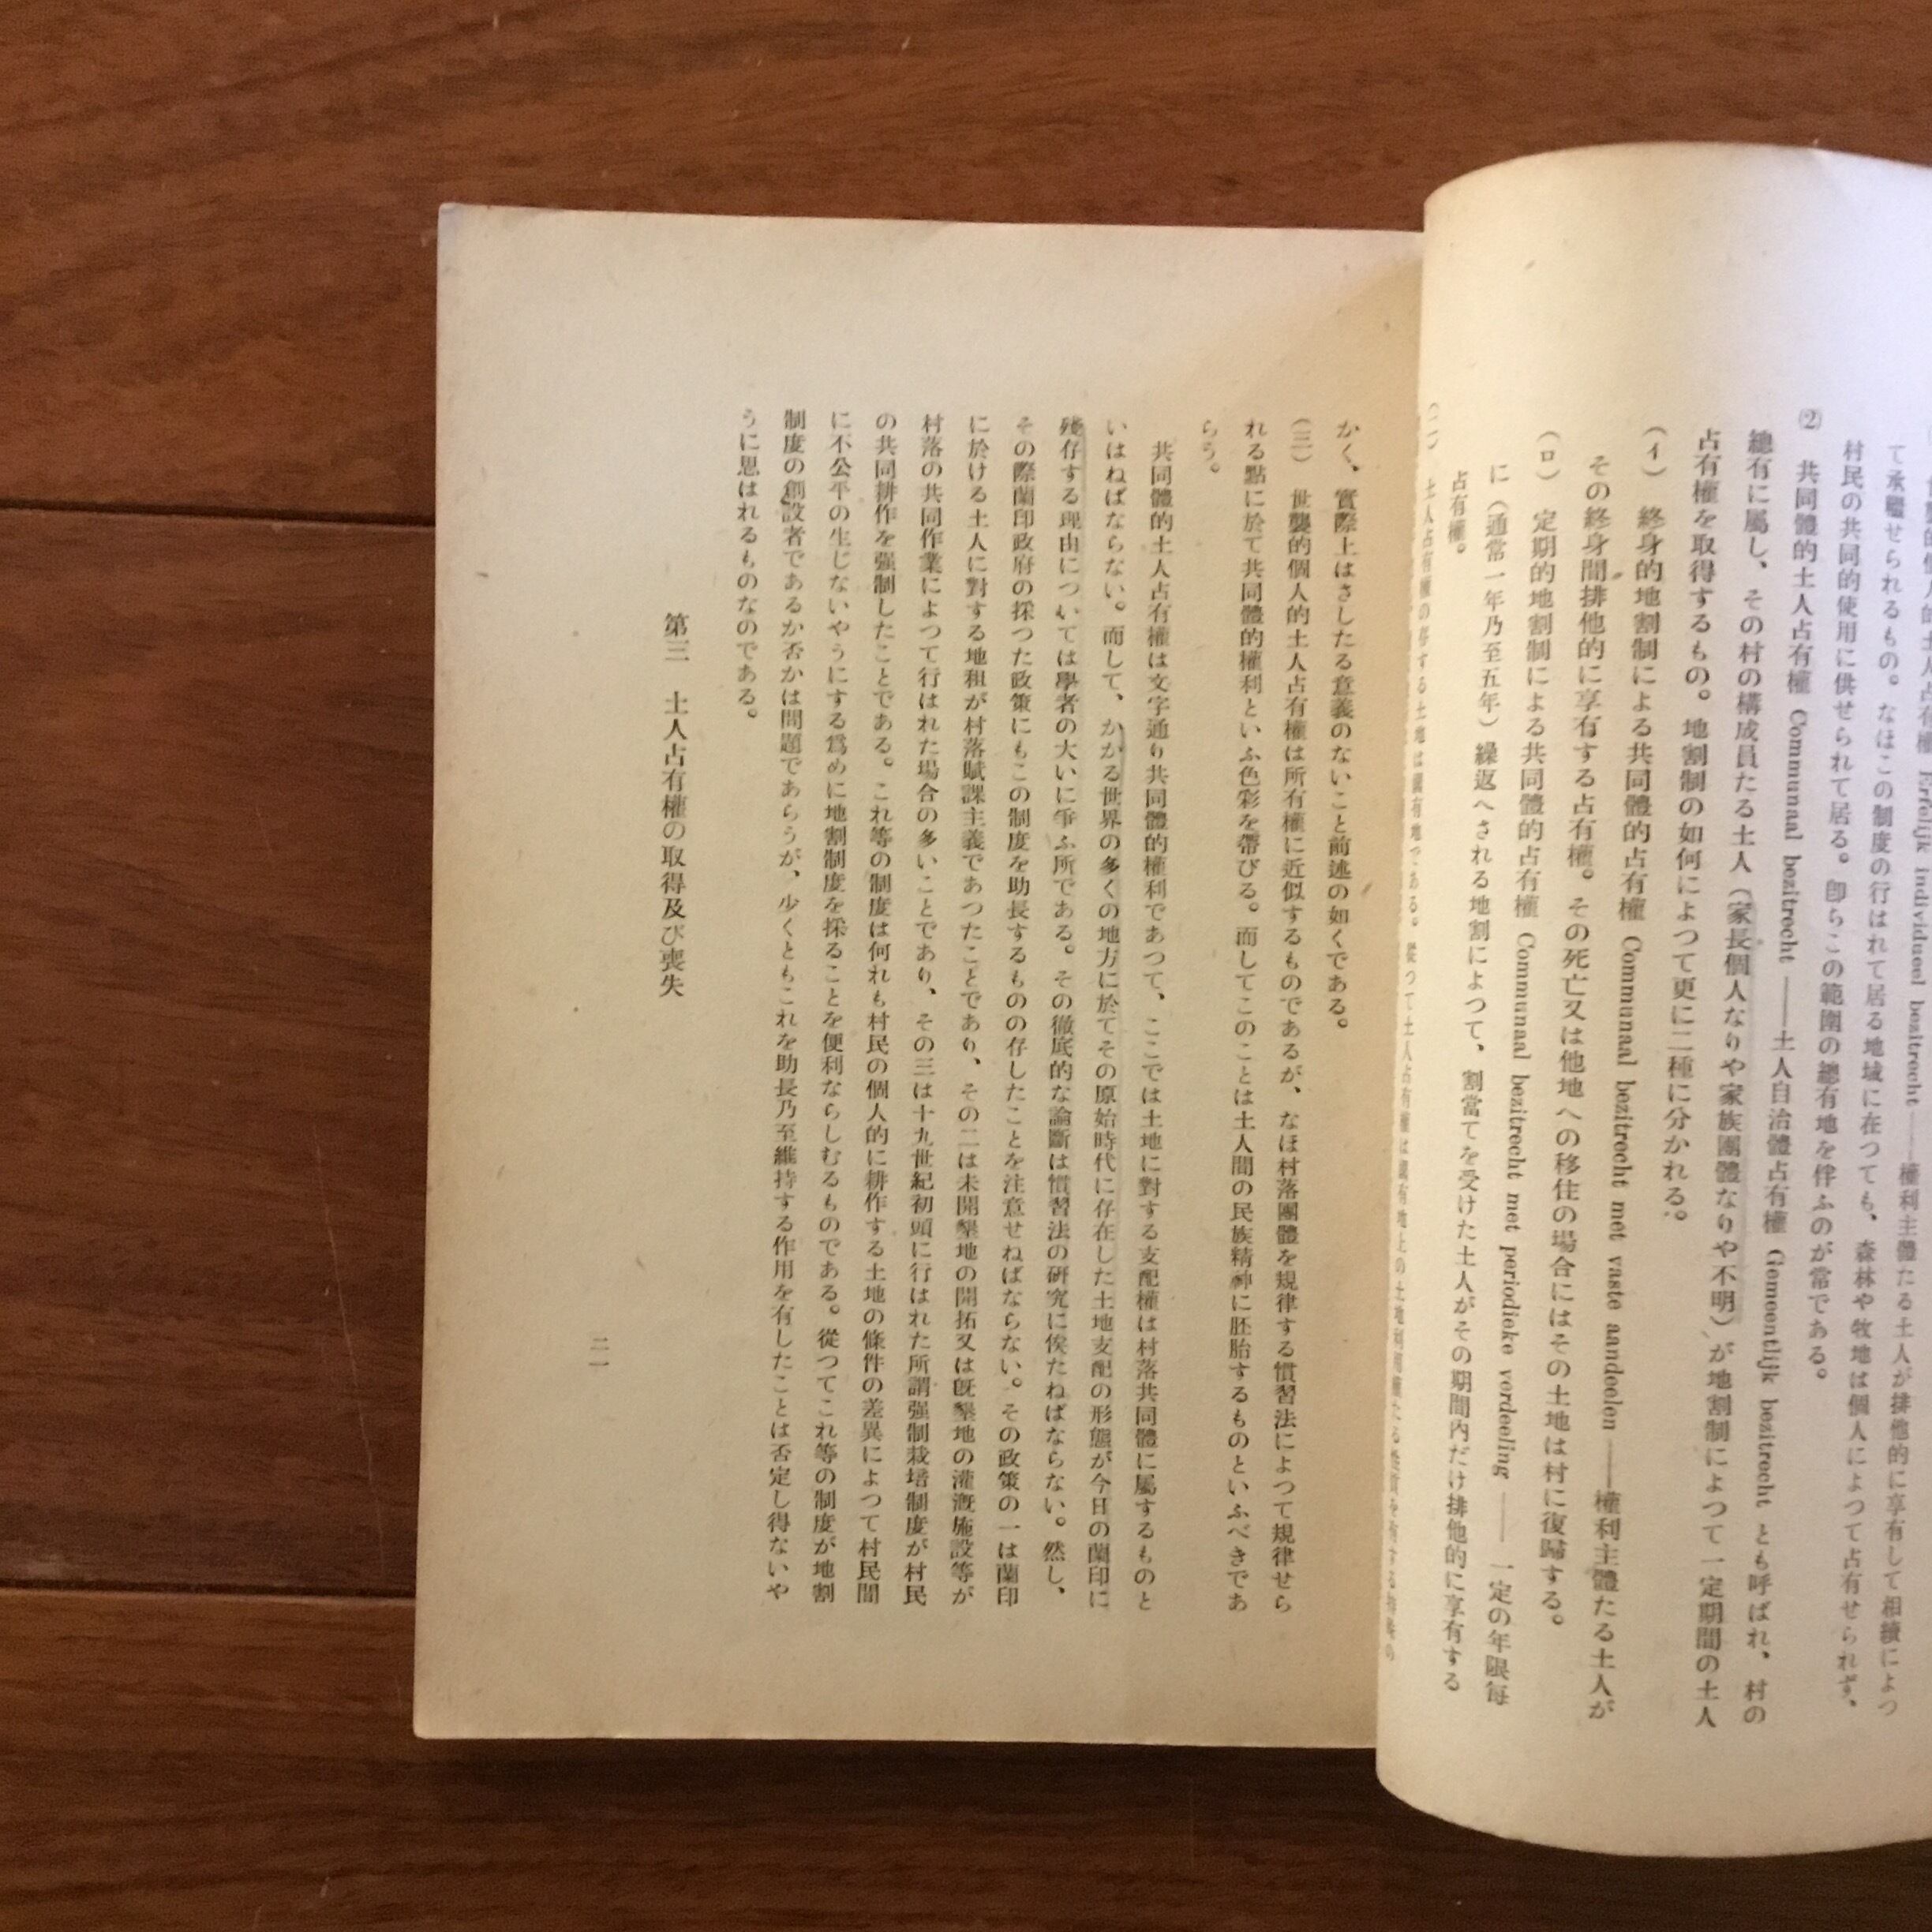 て承繼せられるもの。なほこの制度の行はれて居る地域に在つても、森林や牧地は個人によつて占有せられず、
村民の共同的使用に供せられて居る。卽らこの範圍の總有地を伴ふのが常である。
⑵ 共同體的土人占有權 Communaal bezitrecht ——土人自治體占有權 Gemeentlijk bezitrecht とも呼ばれ、村の
總有に屬し、その村の構成員たる土人（家長個人なりや家族團體なりや不明）が地割制によつて一定期間の土人
占有權を取得するもの。地割制の如何によつて更に二種に分かれる。
（イ） 終身的地割制による共同體的占有權 Communaal bezitrecht met vaste aandeelen ——權利主體たる土人が
その終身間排他的に享有する占有權。その死亡又は他地への移住の場合にはその土地は村に復歸する。
（ロ） 定期的地割制による共同體的占有權 Communaal bezitrecht met periodieke verdeeling —— 一定の年限每
に（通常一年乃至五年）繰返へされる地割によつて、割當てを受けた土人がその期間內だけ排他的に享有する
占有權。
土人占有權の存する土地は國有地である。從つて土人占有權は
かく、實際上はさしたる意義のないこと前述の如くである。
（三） 世襲的個人的土人占有權は所有權に近似するものであるが、なほ村落團體を規律する慣習法によつて規律せら
れる點に於て共同體的權利といふ色彩を帶びる。而してこのことは土人間の民族精神に胚胎するものといふべきであ
らう。
共同體的土人占有權は文字通り共同體的權利であつて、ここでは土地に對する支配權は村落共同體に屬するものと
いはねばならない。而して、かかる世界の多くの地方に於てその原始時代に存在した土地支配の形態が今日の蘭印に
殘存する理由については學者の大いに爭ふ所である。その徹底的な論斷は慣習法の硏究に俟たねばならない。然し、
その際蘭印政府の採つた政策にもこの制度を助長するものの存したことを注意せねばならない。その政策の一は蘭印
に於ける土人に對する地租が村落賦課主義であつたことであり、その二は未開墾地の開拓又は旣墾地の灌漑施設等が
村落の共同作業によつて行はれた場合の多いことであり、その三は十九世紀初頭に行はれた所謂强制栽培制度が村民
の共同耕作を强制したことである。これ等の制度は何れも村民の個人的に耕作する土地の條件の差異によつて村民間
に不公平の生じないやうにする爲めに地割制度を採ることを便利ならしむるものである。從つてこれ等の制度が地割
制度の創設者であるか否かは問題であらうが、少くともこれを助長乃至維持する作用を有したことは否定し得ないや
うに思はれるものなのである。
第三 土人占有權の取得及び喪失
二一